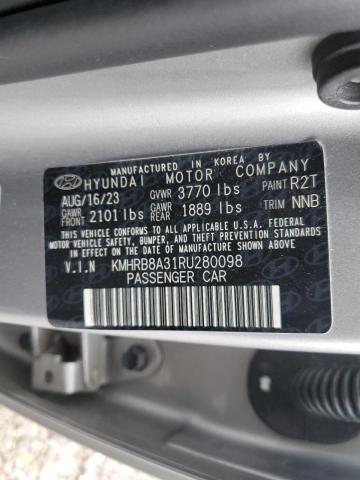 MANUFACTURED IN KOREA BY
HYUNDAI MOTOR COMPANY
AUG/16/23 GVWR 3770 lbs PAINT R2T
GAWR FRONT 2101 lbs GAWR REAR 1889 lbs TRIM NNB
THIS VEHICLE CONFORMS TO ALL APPLICABLE U.S.A FEDERAL
MOTOR VEHICLE SAFETY, BUMPER, AND THEFT PREVENTION
STANDARDS IN EFFECT ON THE DATE OF MANUFACTURE
SHOWN ABOVE.
V.I.N KMHRB8A31RU280098
PASSENGER CAR